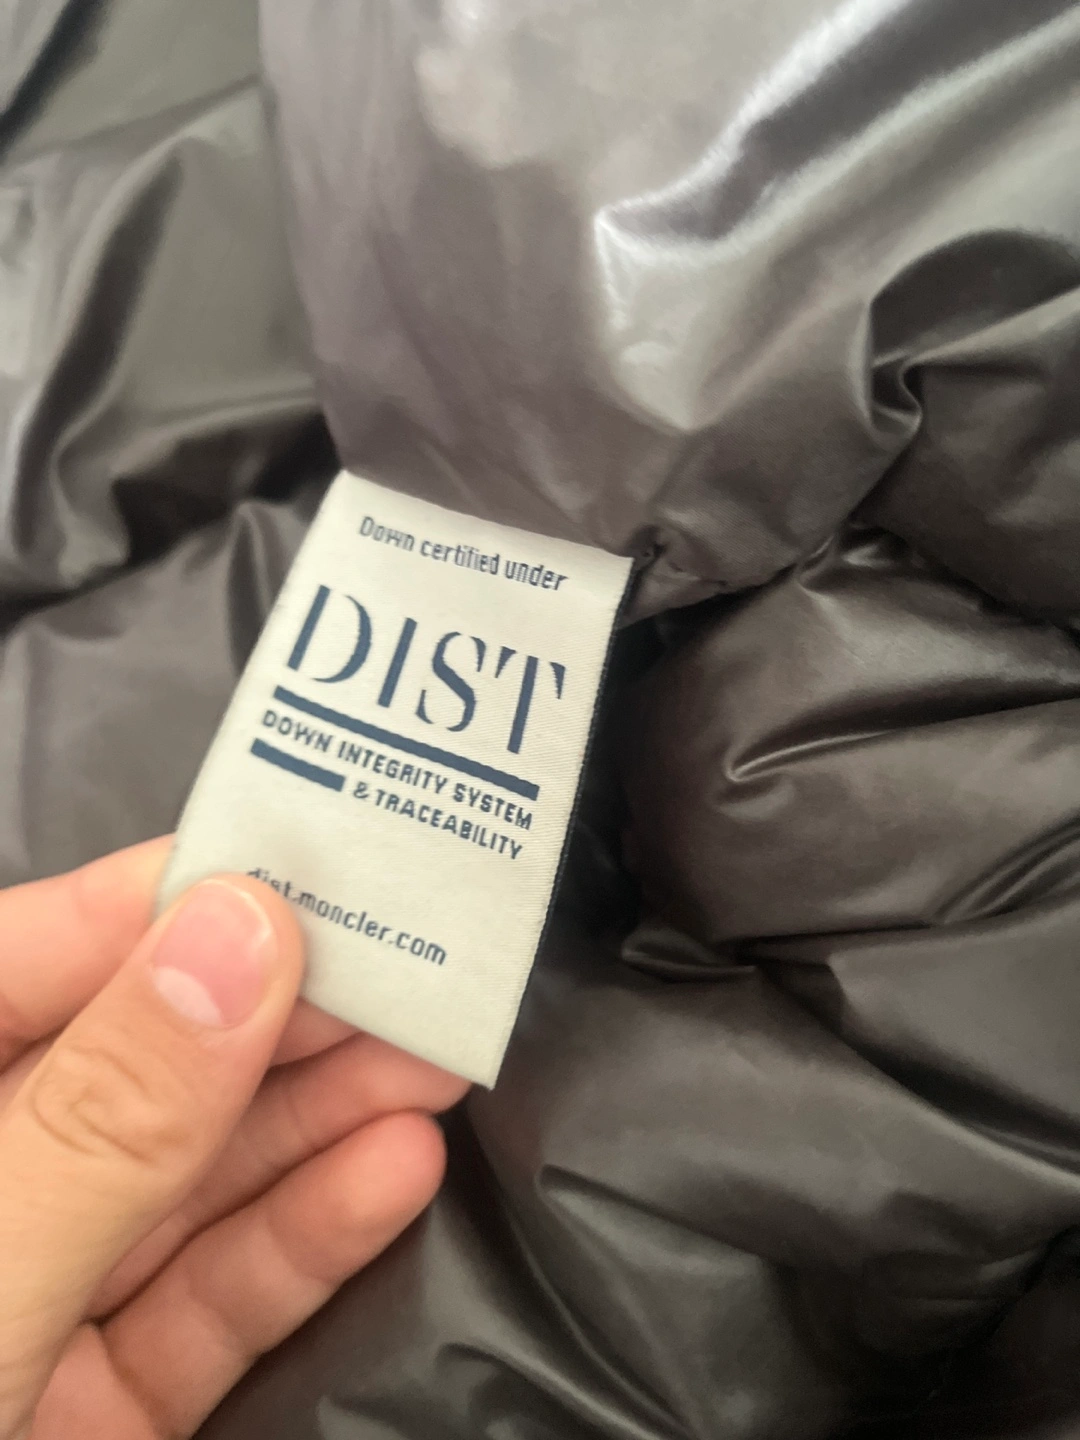 Down certified under
DIST
DOWN INTEGRITY SYSTEM
& TRACEABILITY
dist.moncler.com